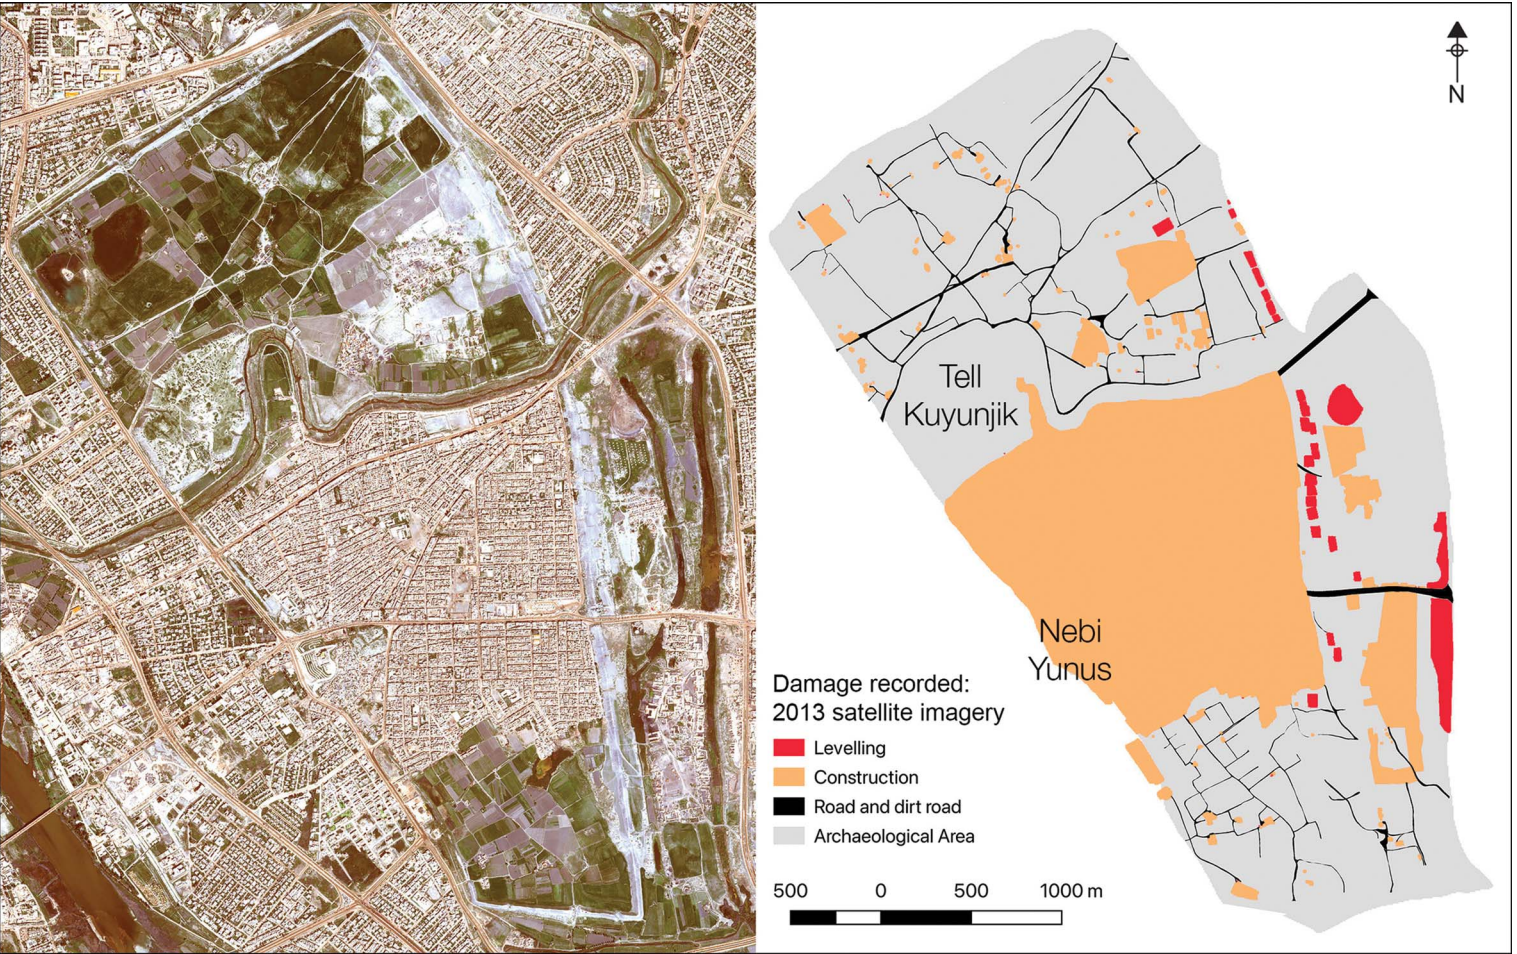 N
Tell
Kuyunjik
Nebi
Yunus
Damage recorded:
2013 satellite imagery
Levelling
Construction
Road and dirt road
Archaeological Area
500 0 500 1000 m